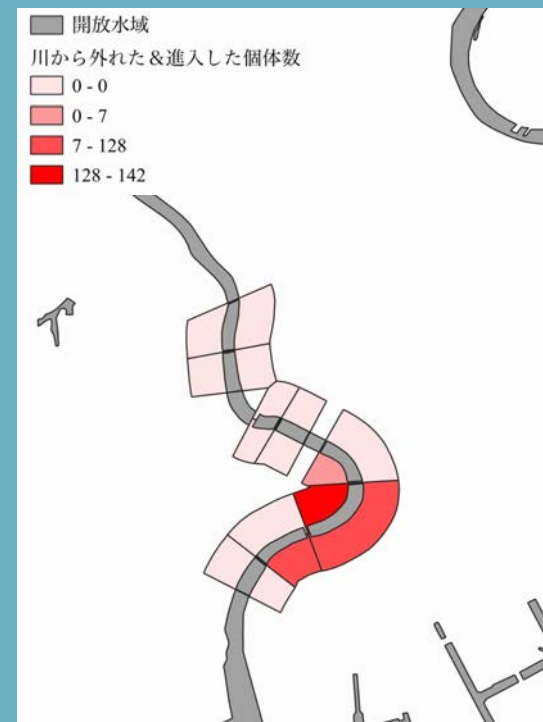 開放水域
川から外れた＆進入した個体数
0 - 0
0 - 7
7 - 128
128 - 142